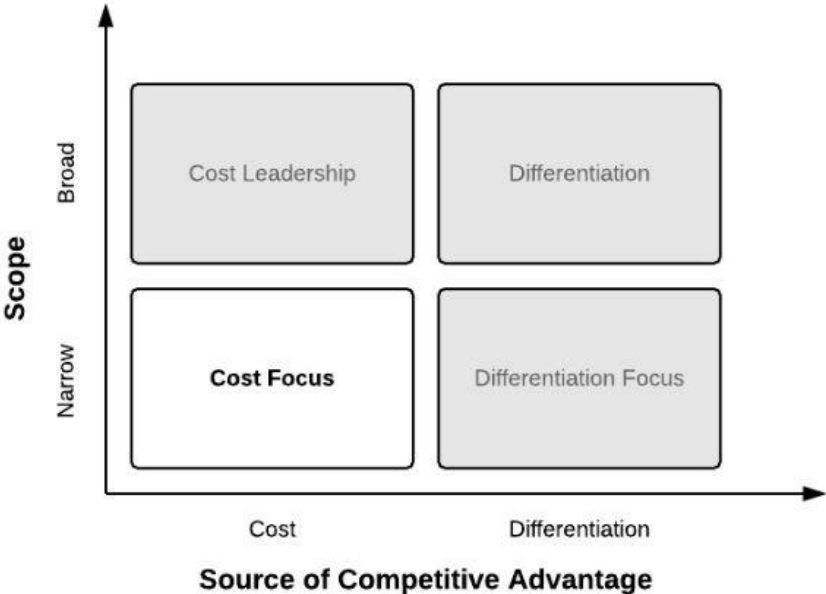 Scope
Broad
Cost Leadership
Differentiation
Narrow
Cost Focus
Differentiation Focus
Cost
Differentiation
Source of Competitive Advantage